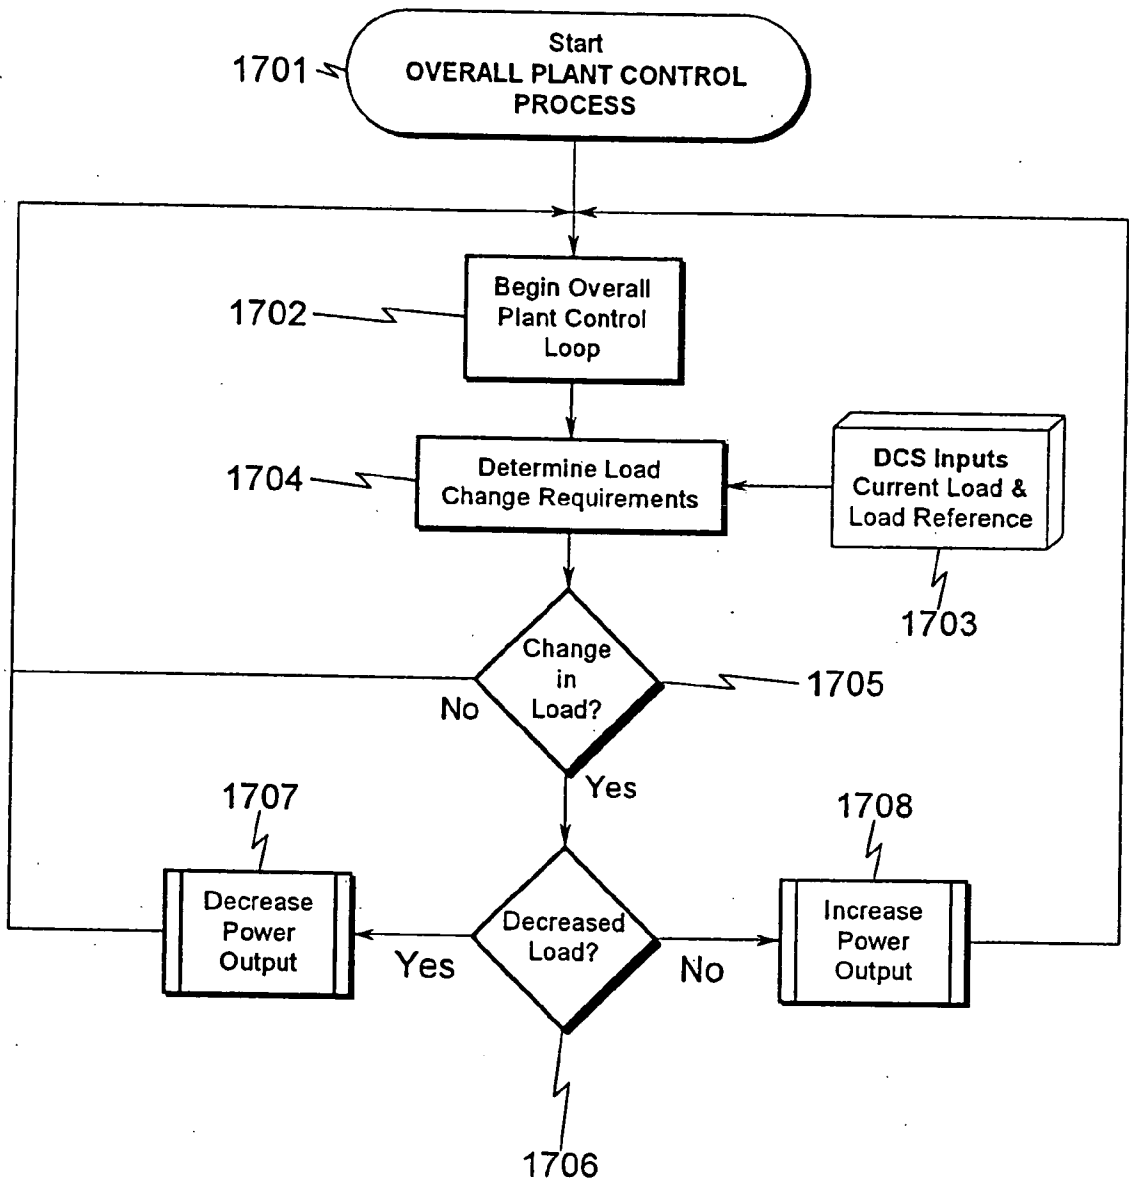 Start
OVERALL PLANT CONTROL
PROCESS
1701
Begin Overall
Plant Control
Loop
1702
Determine Load
Change Requirements
1704
DCS Inputs
Current Load &
Load Reference
1703
Change
in
Load?
1705
No
Yes
1707
1708
Decrease
Power
Output
Decreased
Load?
Increase
Power
Output
Yes
No
1706